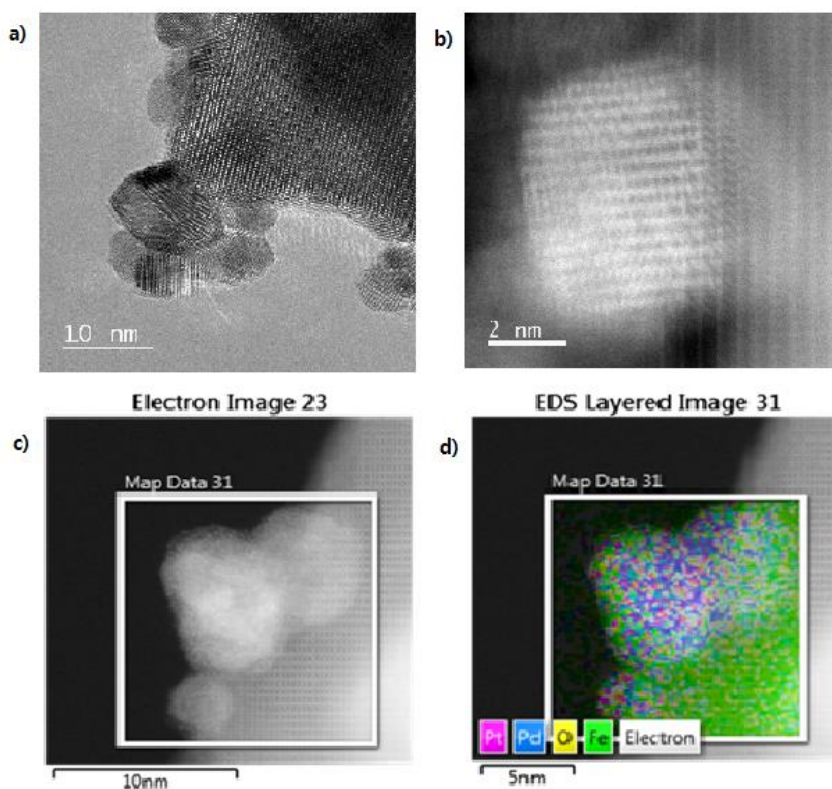 a)
10 nm
b)
2 nm
Electron Image 23
c)
Map Data 31
10nm
EDS Layered Image 31
d)
Map Data 31
Pt Pd O Fe Electron
5nm